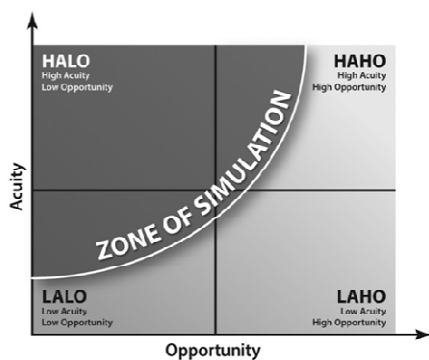 HALO
High Acuity
Low Opportunity
HAHO
High Acuity
High Opportunity
ZONE OF SIMULATION
Acuity
LALO
Low Acuity
Low Opportunity
LAHO
Low Acuity
High Opportunity
Opportunity